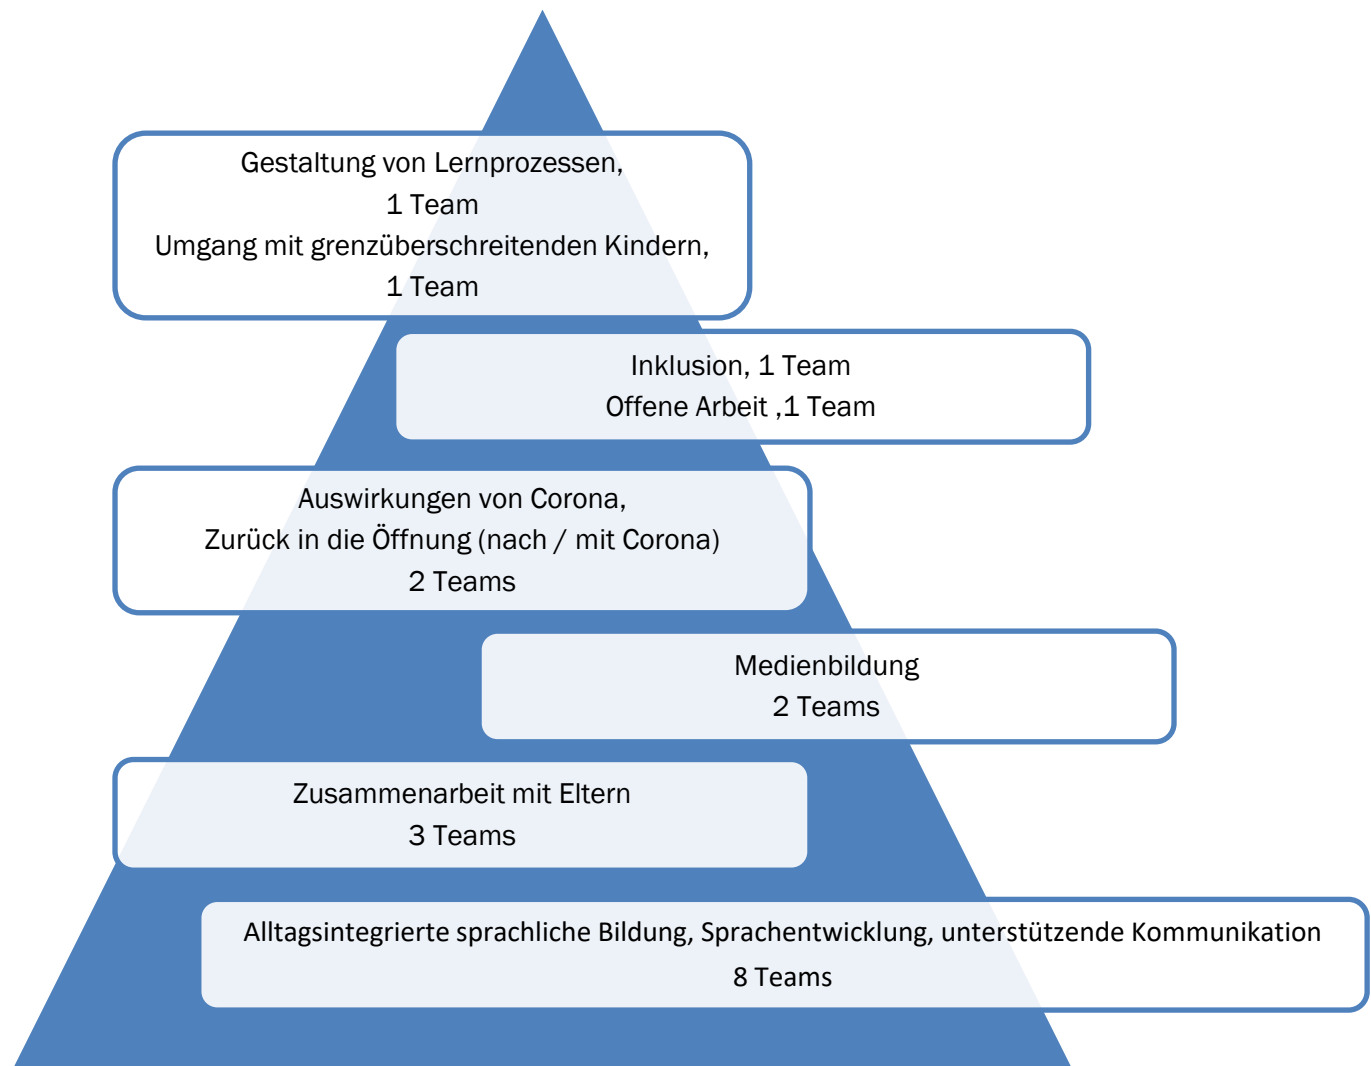 Gestaltung von Lernprozessen,
1 Team
Umgang mit grenzüberschreitenden Kindern,
1 Team
Inklusion, 1 Team
Offene Arbeit ,1 Team
Auswirkungen von Corona,
Zurück in die Öffnung (nach / mit Corona)
2 Teams
Medienbildung
2 Teams
Zusammenarbeit mit Eltern
3 Teams
Alltagsintegrierte sprachliche Bildung, Sprachentwicklung, unterstützende Kommunikation
8 Teams